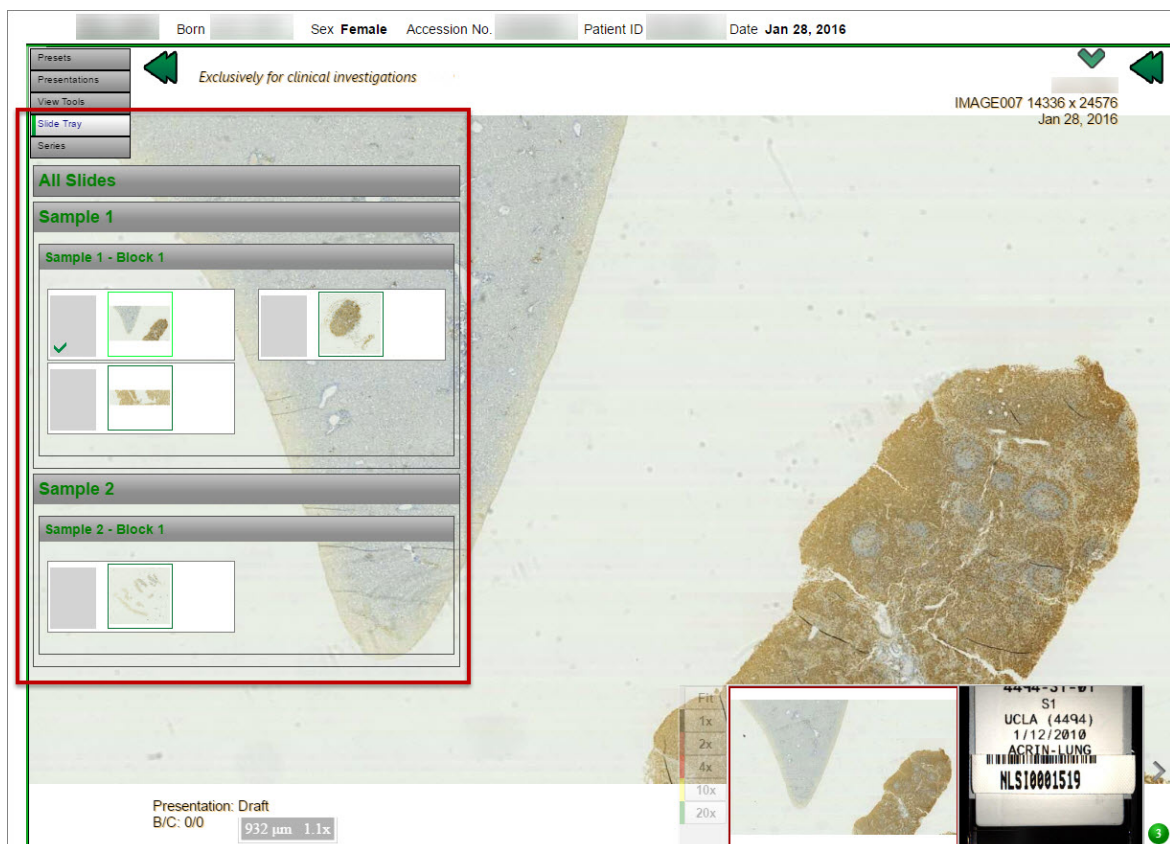 Born Sex Female Accession No. Patient ID Date Jan 28, 2016
Presets
Presentations
View Tools
Slide Tray
Series
Exclusively for clinical investigations
IMAGE007 14336 x 24576
Jan 28, 2016
All Slides
Sample 1
Sample 1 - Block 1
Sample 2
Sample 2 - Block 1
Fit
1x
2x
4x
10x
20x
4494-S1-01
S1
UCLA (4494)
1/12/2010
ACRIN-LUNG
NLSI0001519
Presentation: Draft
B/C: 0/0
932 µm 1.1x
3